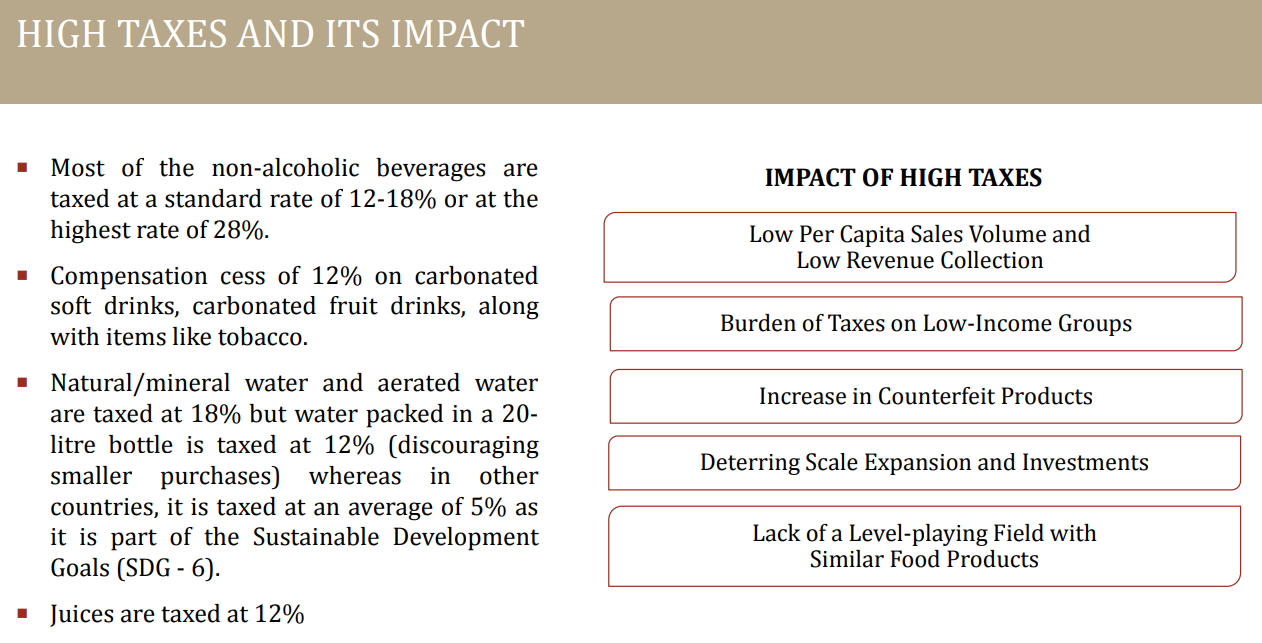 HIGH TAXES AND ITS IMPACT
▪ Most of the non-alcoholic beverages are
taxed at a standard rate of 12-18% or at the
highest rate of 28%.
▪ Compensation cess of 12% on carbonated
soft drinks, carbonated fruit drinks, along
with items like tobacco.
▪ Natural/mineral water and aerated water
are taxed at 18% but water packed in a 20-
litre bottle is taxed at 12% (discouraging
smaller purchases) whereas in other
countries, it is taxed at an average of 5% as
it is part of the Sustainable Development
Goals (SDG - 6).
▪ Juices are taxed at 12%
IMPACT OF HIGH TAXES
Low Per Capita Sales Volume and
Low Revenue Collection
Burden of Taxes on Low-Income Groups
Increase in Counterfeit Products
Deterring Scale Expansion and Investments
Lack of a Level-playing Field with
Similar Food Products